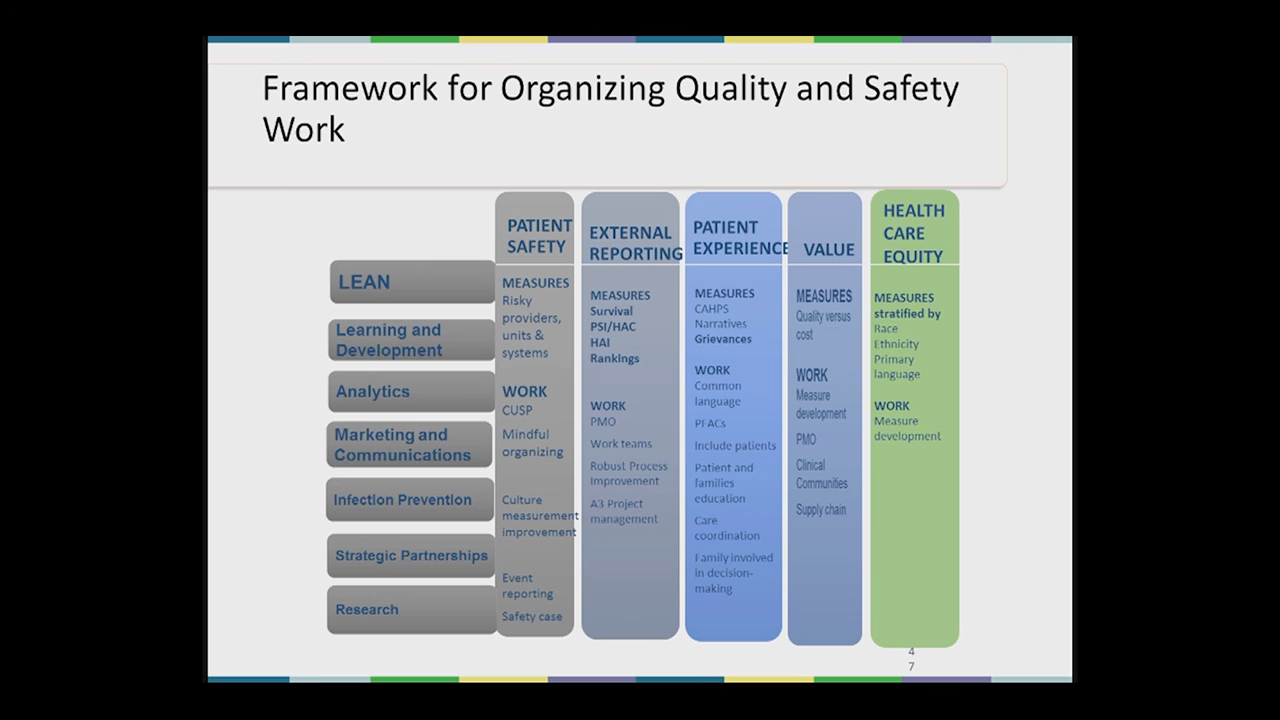 Framework for Organizing Quality and Safety
Work
LEAN
Learning and
Development
Analytics
Marketing and
Communications
Infection Prevention
Strategic Partnerships
Research
PATIENT
SAFETY
MEASURES
Risky
providers,
units &
systems
WORK
CUSP
Mindful
organizing
Culture
measurement
improvement
Event
reporting
Safety case
EXTERNAL
REPORTING
MEASURES
Survival
PSI/HAC
HAI
Rankings
WORK
PMO
Work teams
Robust Process
Improvement
A3 Project
management
PATIENT
EXPERIENCE
MEASURES
CAHPS
Narratives
Grievances
WORK
Common
language
PFACs
Include patients
Patient and
families
education
Care
coordination
Family involved
in decision-
making
VALUE
MEASURES
Quality versus
cost
WORK
Measure
development
PMO
Clinical
Communities
Supply chain
HEALTH
CARE
EQUITY
MEASURES
stratified by
Race
Ethnicity
Primary
language
WORK
Measure
development
4
7